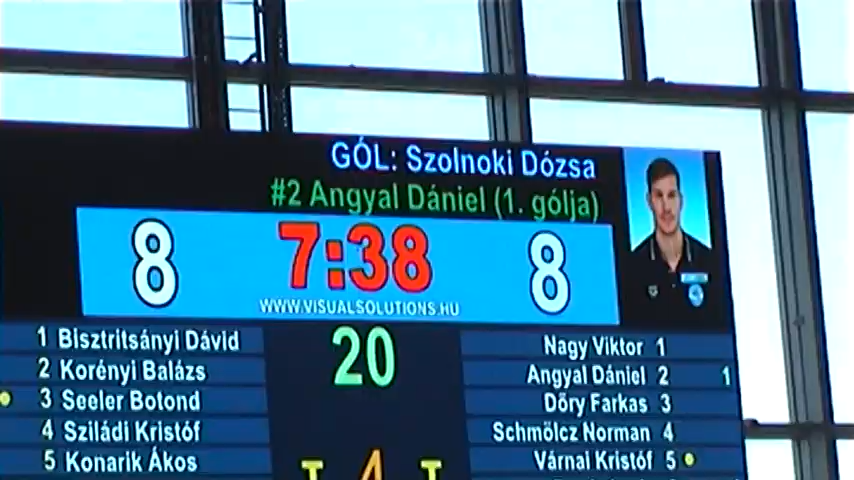 GÓL: Szolnoki Dózsa
#2 Angyal Dániel (1. gólja)
8 7:38 8
WWW.VISUALSOLUTIONS.HU
20
1 Bisztritsányi Dávid
2 Korényi Balázs
3 Seeler Botond
4 Sziládi Kristóf
5 Konarik Ákos
Nagy Viktor 1
Angyal Dániel 2 1
Dőry Farkas 3
Schmölcz Norman 4
Várnai Kristóf 5
T 4 T